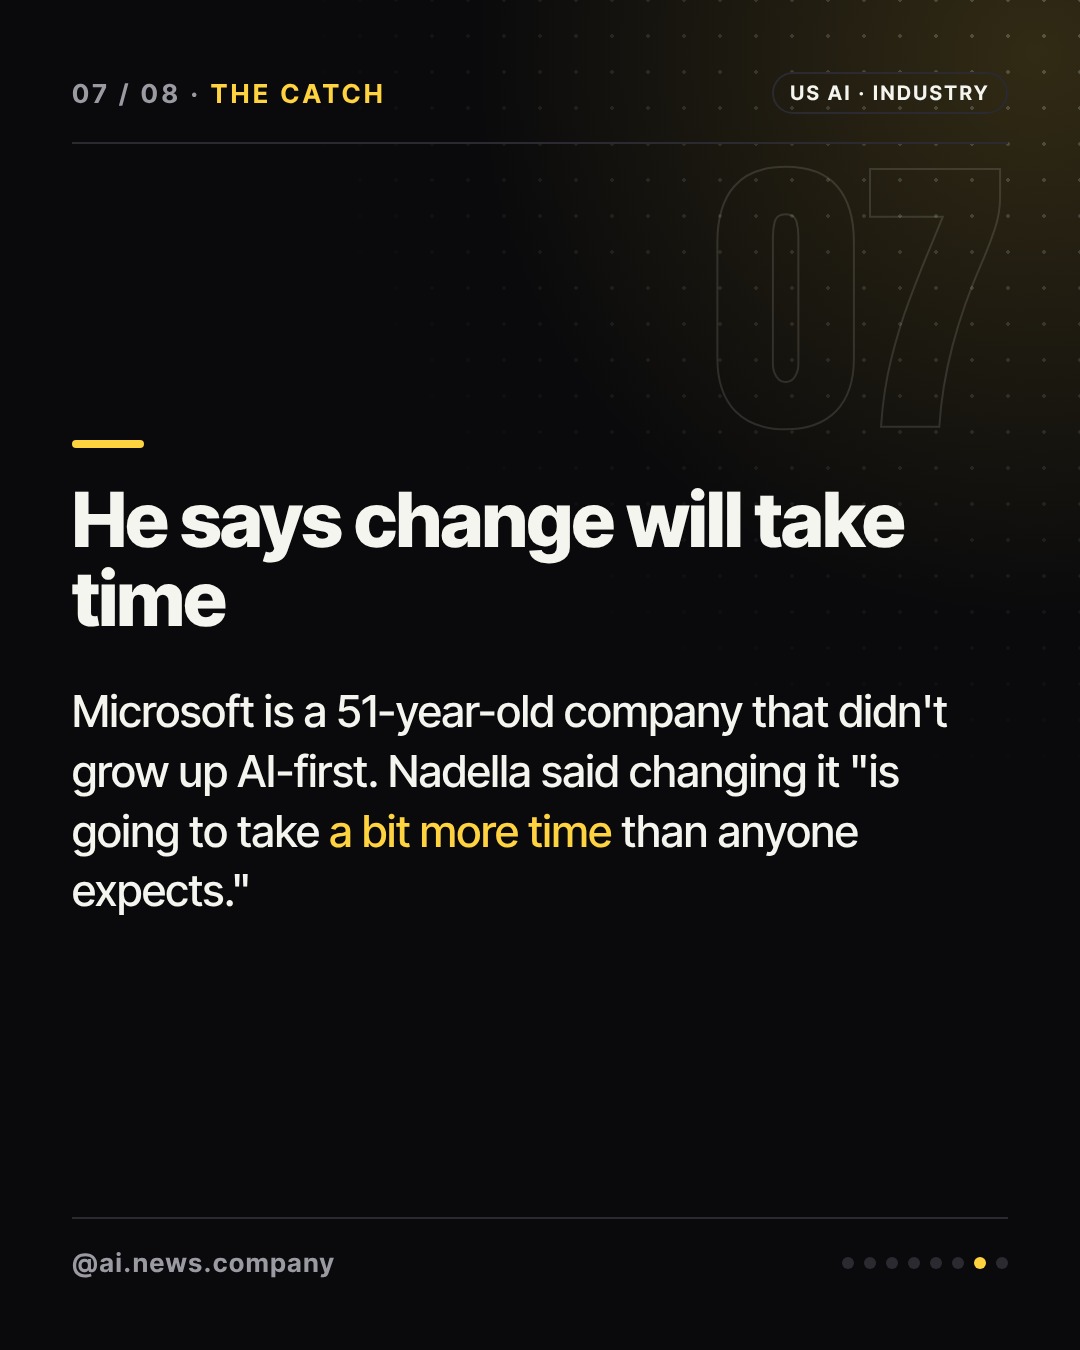 07 / 08 · THE CATCH
US AI · INDUSTRY
07
He says change will take
time
Microsoft is a 51-year-old company that didn't
grow up AI-first. Nadella said changing it "is
going to take a bit more time than anyone
expects."
@ai.news.company